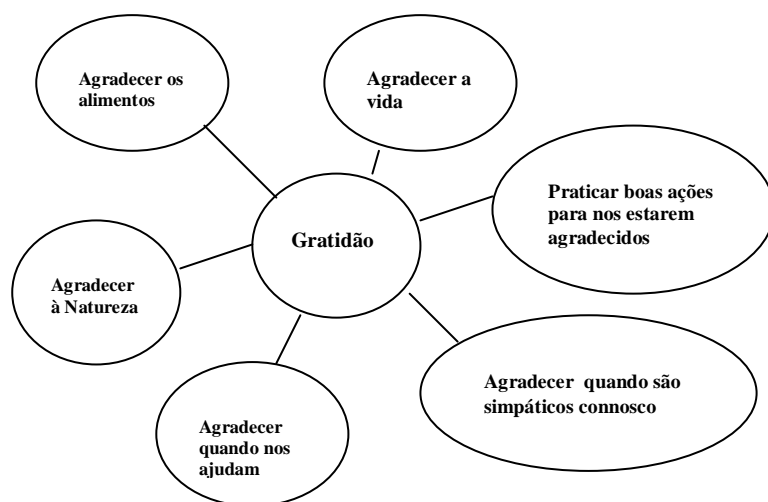 Agradecer os
alimentos
Agradecer a
vida
Praticar boas ações
para nos estarem
agradecidos
Gratidão
Agradecer
à Natureza
Agradecer quando são
simpáticos connosco
Agradecer
quando nos
ajudam